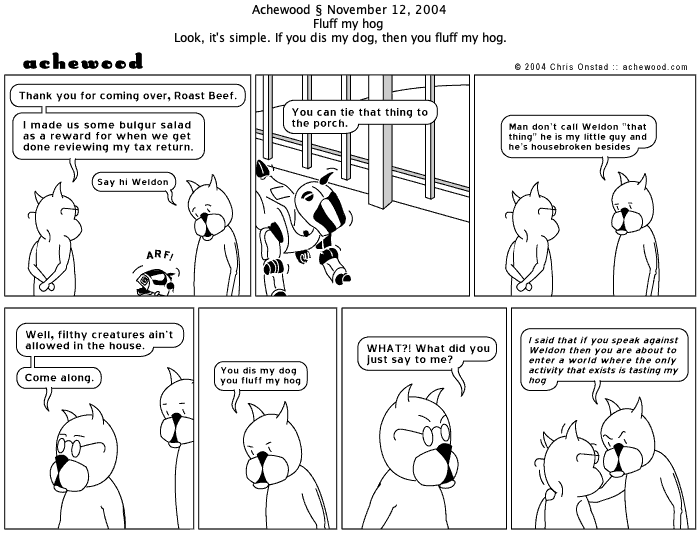 Achewood § November 12, 2004
Fluff my hog
Look, it's simple. If you dis my dog, then you fluff my hog.
achewood
© 2004 Chris Onstad :: achewood.com
Thank you for coming over, Roast Beef.
I made us some bulgur salad
as a reward for when we get
done reviewing my tax return.
Say hi Weldon
ARF!
You can tie that thing to
the porch.
Man don't call Weldon "that
thing" he is my little guy and
he's housebroken besides
Well, filthy creatures ain't
allowed in the house.
Come along.
You dis my dog
you fluff my hog
WHAT?! What did you
just say to me?
I said that if you speak against
Weldon then you are about to
enter a world where the only
activity that exists is tasting my
hog